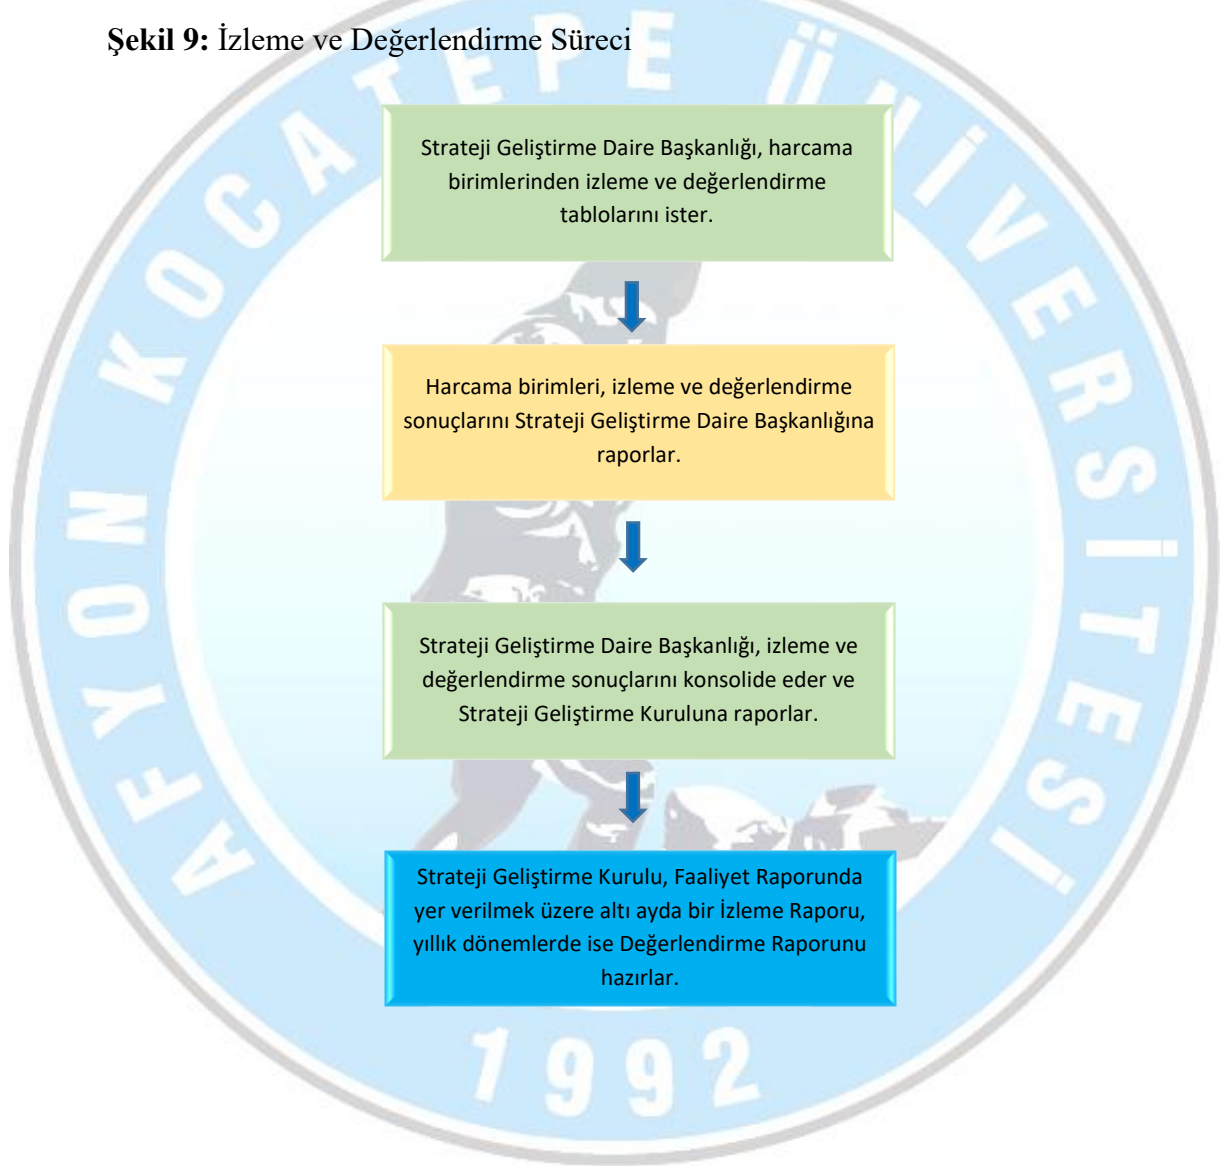 Şekil 9: İzleme ve Değerlendirme Süreci
Strateji Geliştirme Daire Başkanlığı, harcama
birimlerinden izleme ve değerlendirme
tablolarını ister.
Harcama birimleri, izleme ve değerlendirme
sonuçlarını Strateji Geliştirme Daire Başkanlığına
raporlar.
Strateji Geliştirme Daire Başkanlığı, izleme ve
değerlendirme sonuçlarını konsolide eder ve
Strateji Geliştirme Kuruluna raporlar.
Strateji Geliştirme Kurulu, Faaliyet Raporunda
yer verilmek üzere altı ayda bir İzleme Raporu,
yıllık dönemlerde ise Değerlendirme Raporunu
hazırlar.
AFYON KOCATEPE ÜNİVERSİTESİ
1992